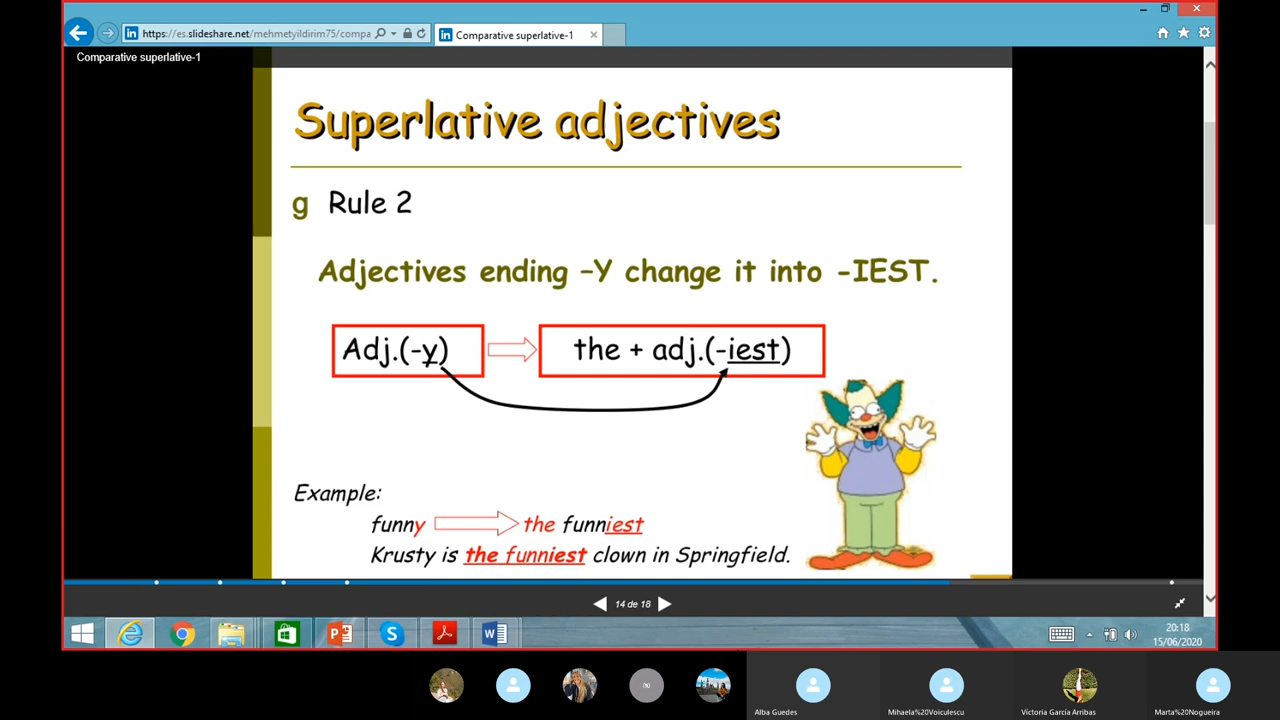 https://es.slideshare.net/mehmetyildirim75/compa
Comparative superlative-1
Comparative superlative-1
Superlative adjectives
g Rule 2
Adjectives ending –Y change it into -IEST.
Adj.(-y)
the + adj.(-iest)
Example:
funny the funniest
Krusty is the funniest clown in Springfield.
14 de 18
20:18
15/06/2020
Alba Guedes
Mihaela%20Voiculescu
Víctoria García Arribas
Marta%20Nogueira